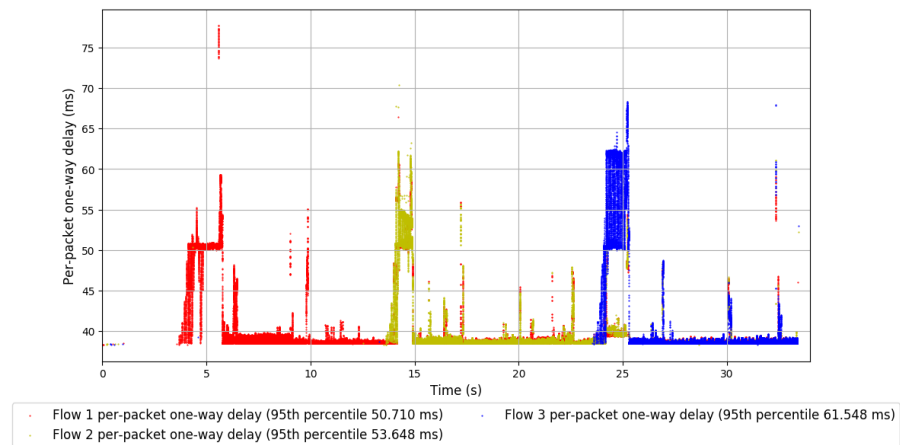 Per-packet one-way delay (ms)
75
70
65
60
55
50
45
40
0 5 10 15 20 25 30
Time (s)
Flow 1 per-packet one-way delay (95th percentile 50.710 ms)
Flow 2 per-packet one-way delay (95th percentile 53.648 ms)
Flow 3 per-packet one-way delay (95th percentile 61.548 ms)